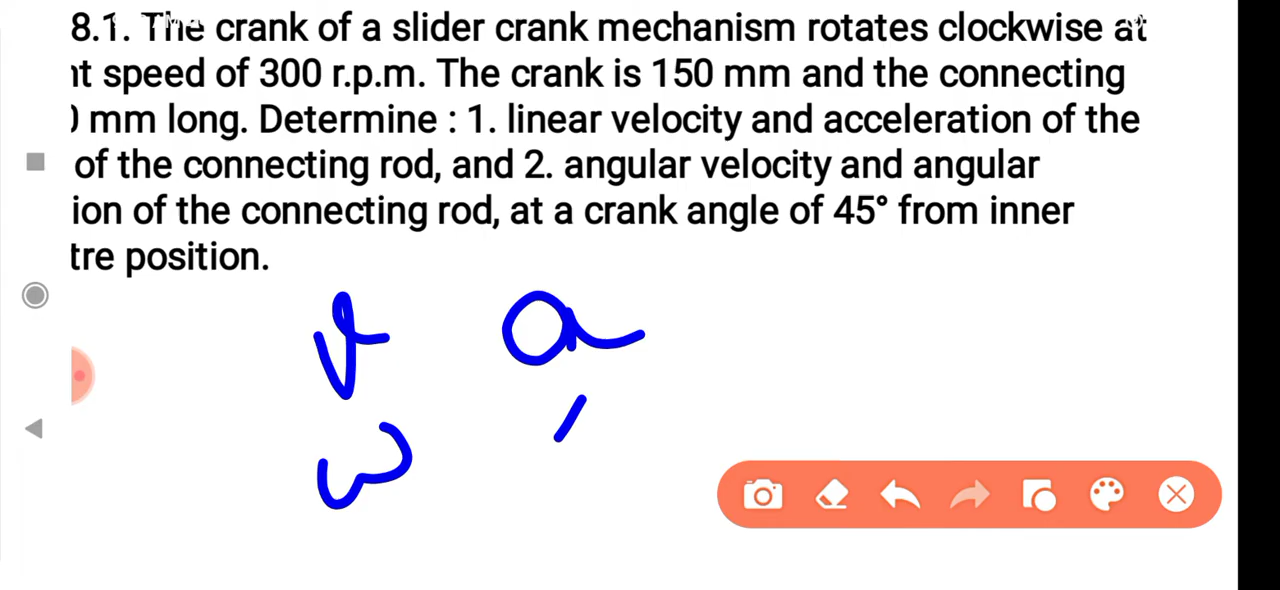 8.1. The crank of a slider crank mechanism rotates clockwise at
nt speed of 300 r.p.m. The crank is 150 mm and the connecting
) mm long. Determine : 1. linear velocity and acceleration of the
of the connecting rod, and 2. angular velocity and angular
ion of the connecting rod, at a crank angle of 45° from inner
tre position.
v a
ω